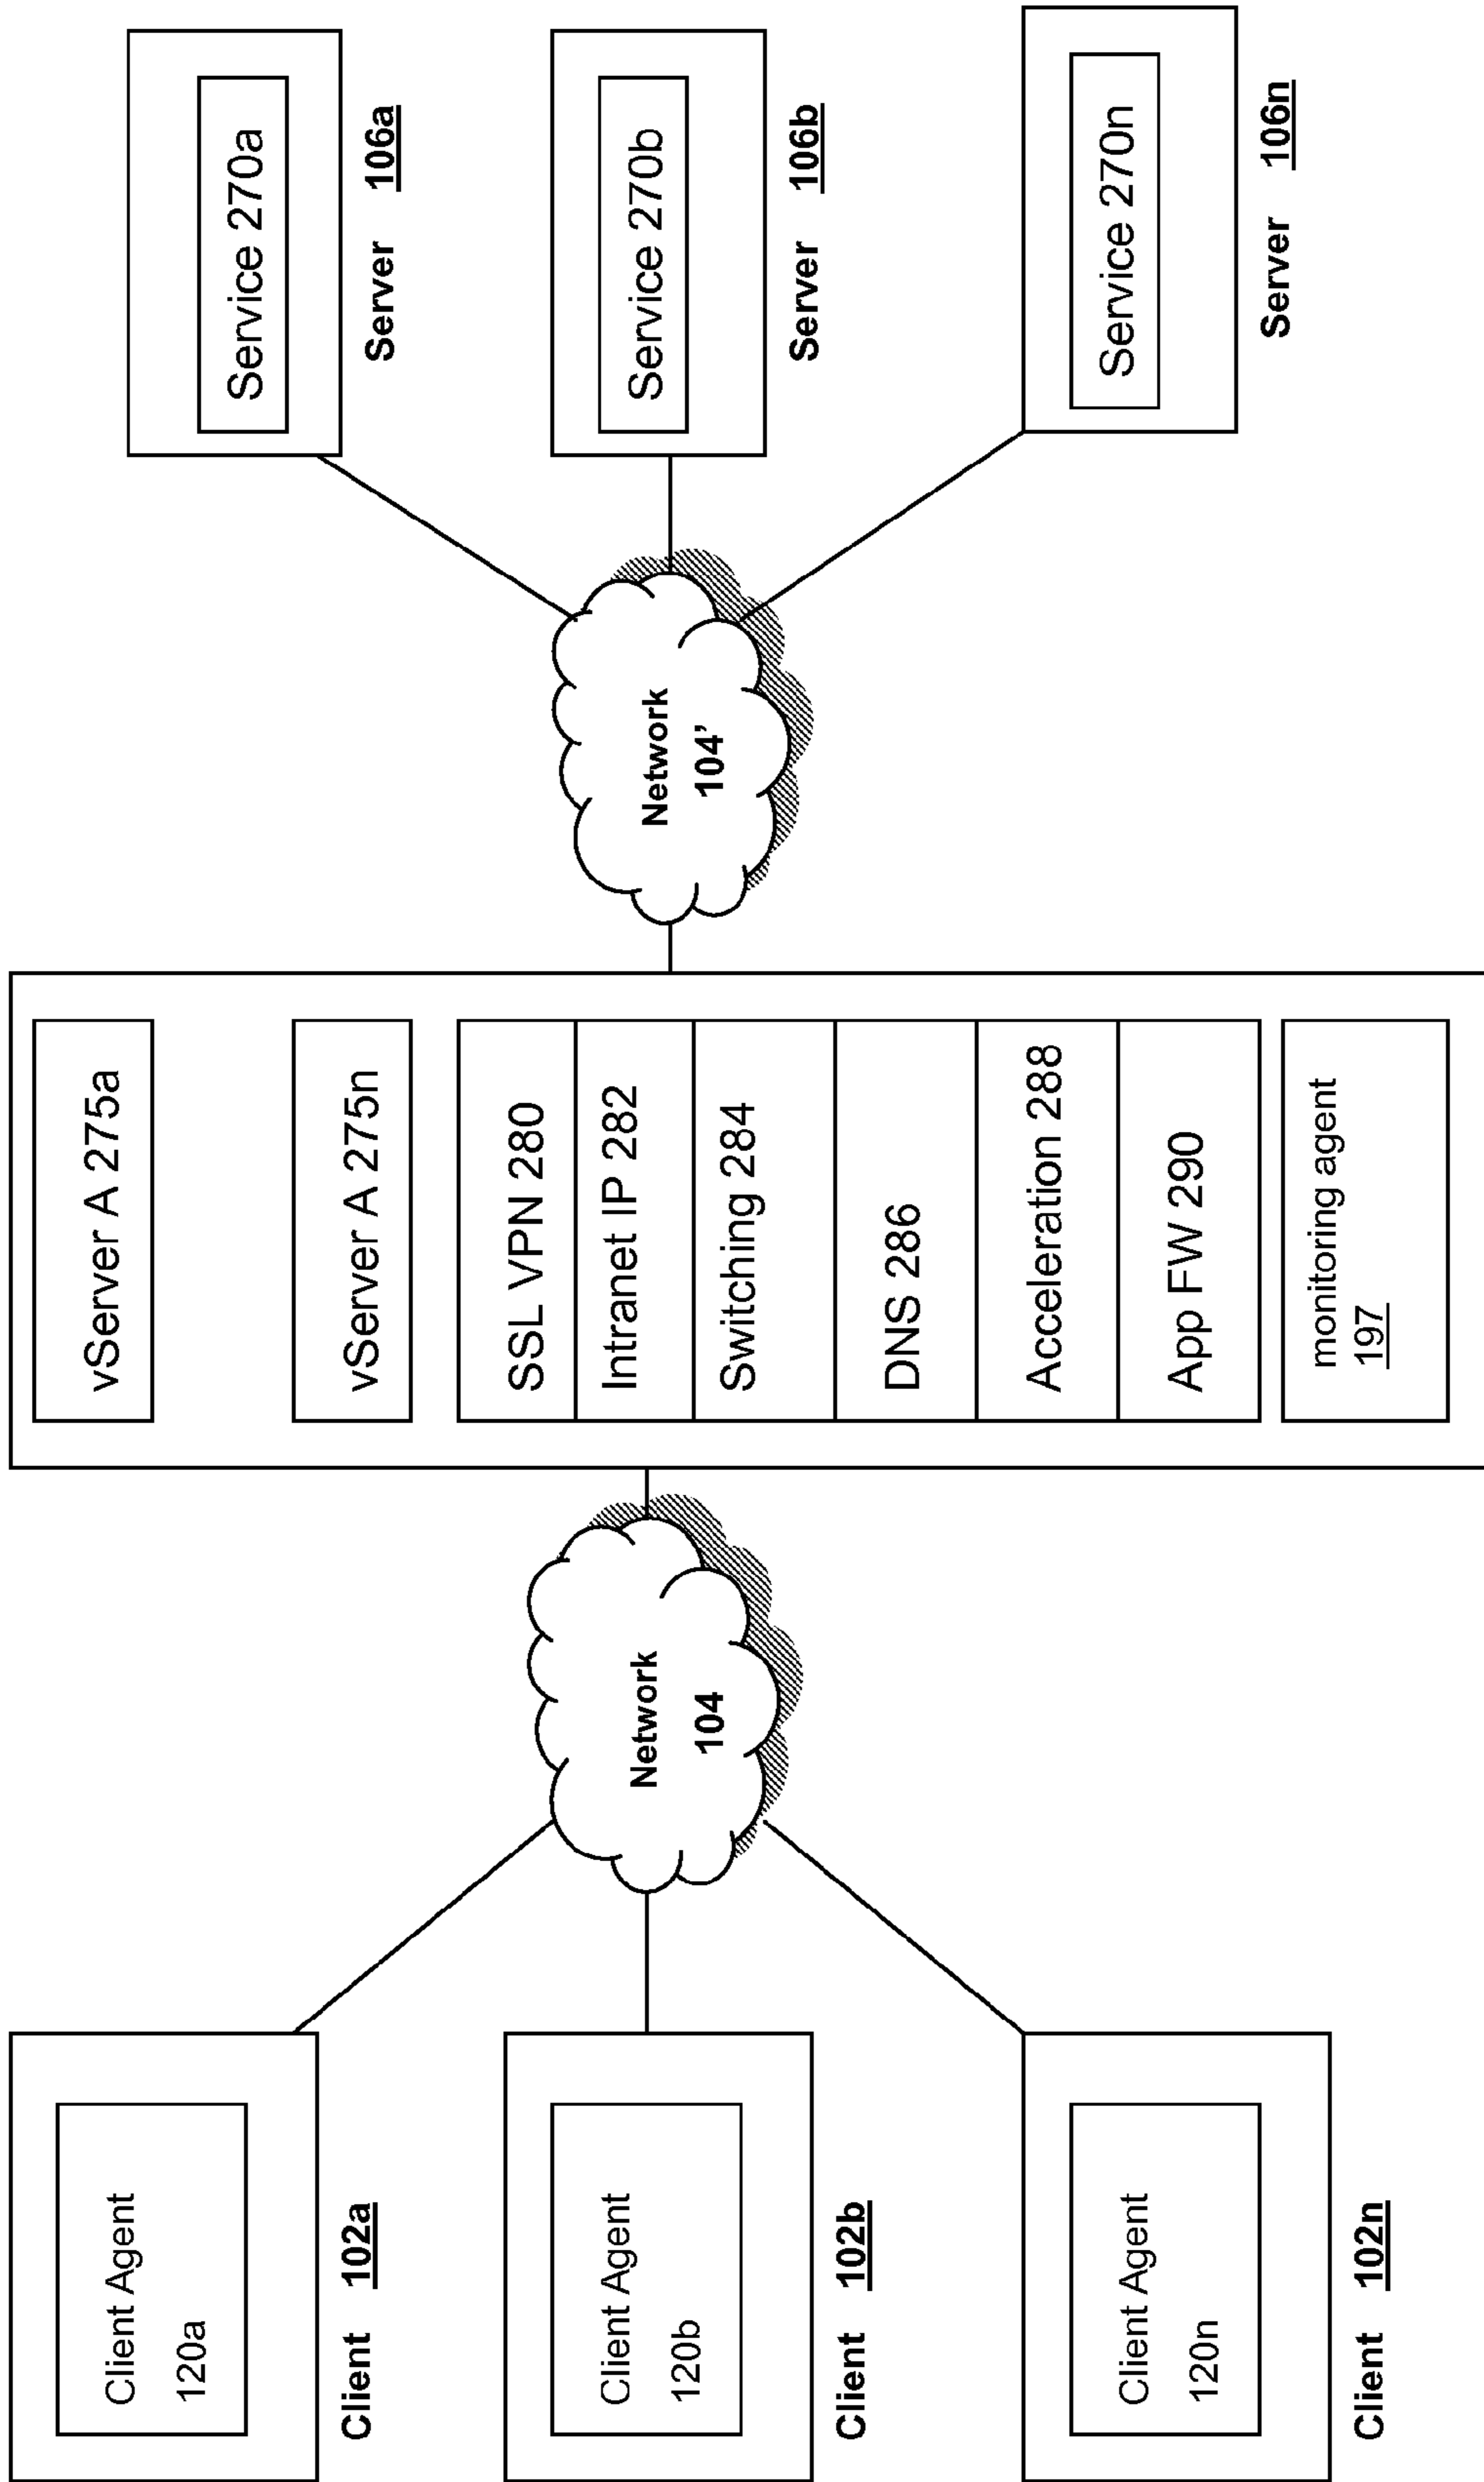 Client Agent
120a
Client 102a
Client Agent
120b
Client 102b
Client Agent
120n
Client 102n
Network
104
vServer A 275a
vServer A 275n
SSL VPN 280
Intranet IP 282
Switching 284
DNS 286
Acceleration 288
App FW 290
monitoring agent
197
Network
104’
Service 270a
Server 106a
Service 270b
Server 106b
Service 270n
Server 106n